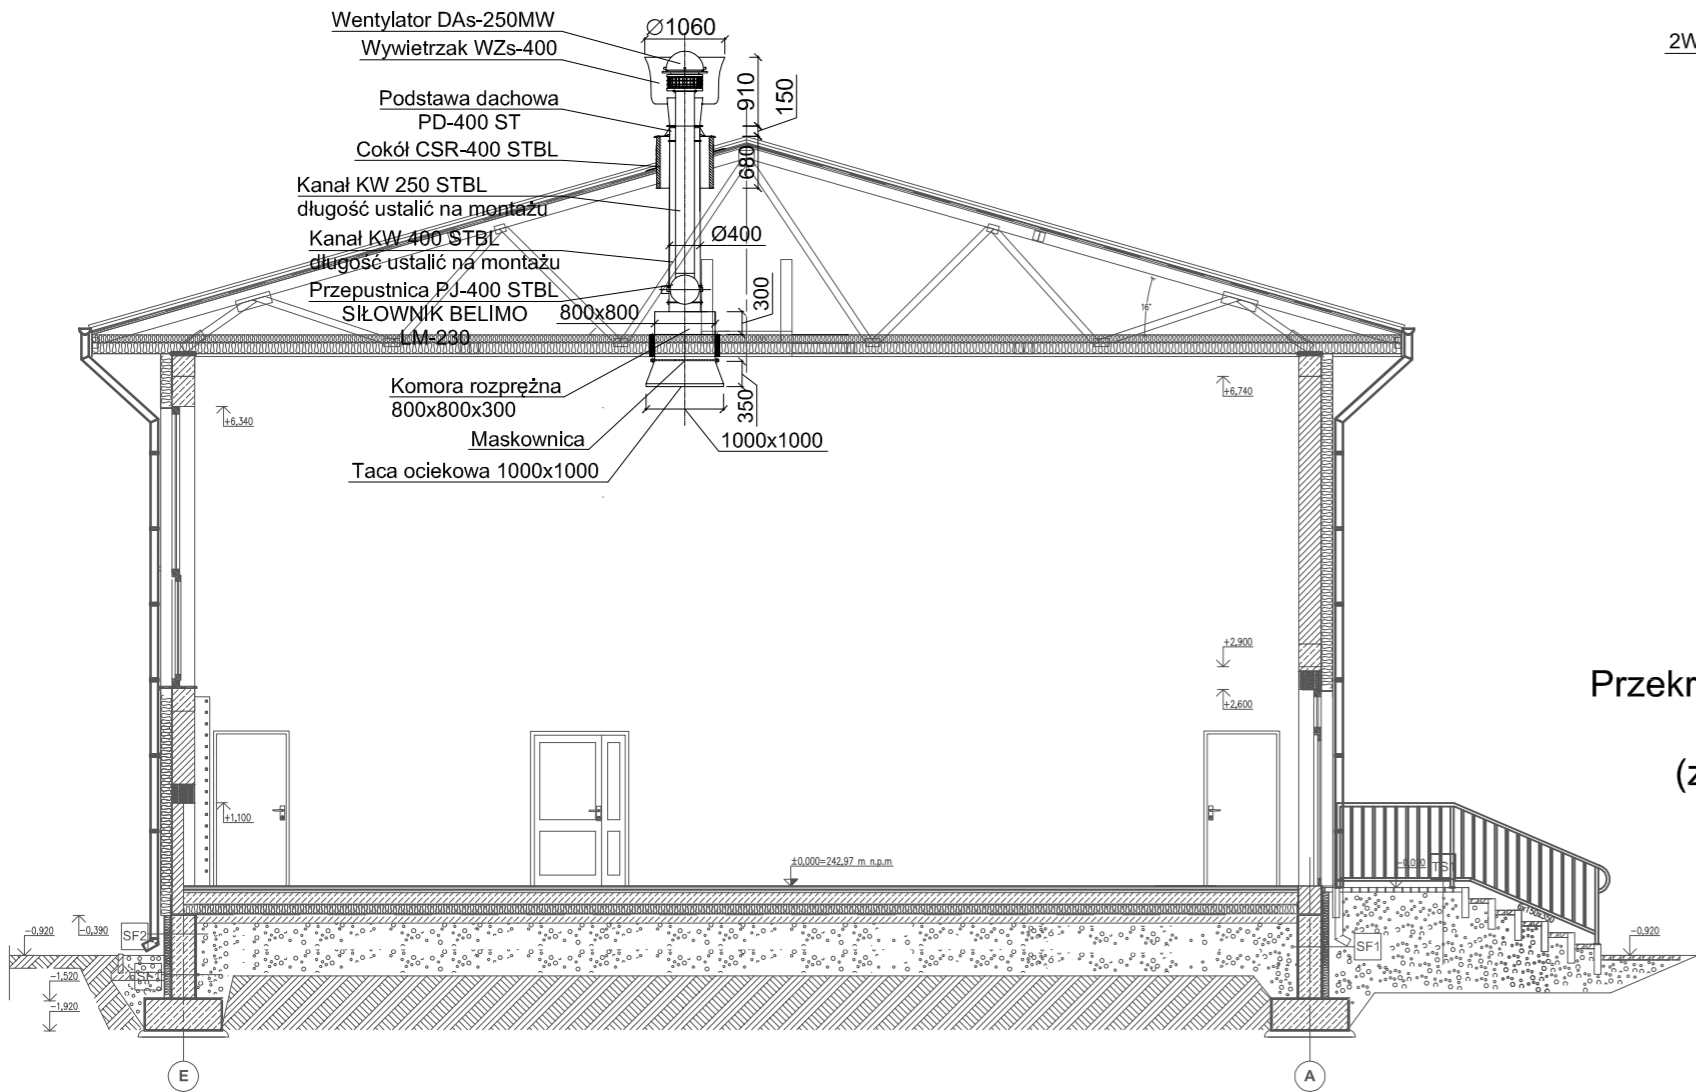 Wentylator DAs-250MW
Wywietrzak WZs-400
Podstawa dachowa
PD-400 ST
Cokół CSR-400 STBL
Kanał KW 250 STBL
długość ustalić na montażu
Kanał KW 400 STBL
długość ustalić na montażu
Przepustnica PJ-400 STBL
SIŁOWNIK BELIMO
LM-230
Komora rozprężna
800x800x300
Maskownica
Taca ociekowa 1000x1000
Ø1060
910
150
680
Ø400
300
800x800
350
1000x1000
16°
2W
+6,340
+6,740
+2,900
+2,600
Przekr
(z
+1,100
±0,000=242,97 m n.p.m
TS1
6x15x35
-0,920
-0,390
SF2
SF1
-1,520
-1,920
SF1
-0,920
E
A